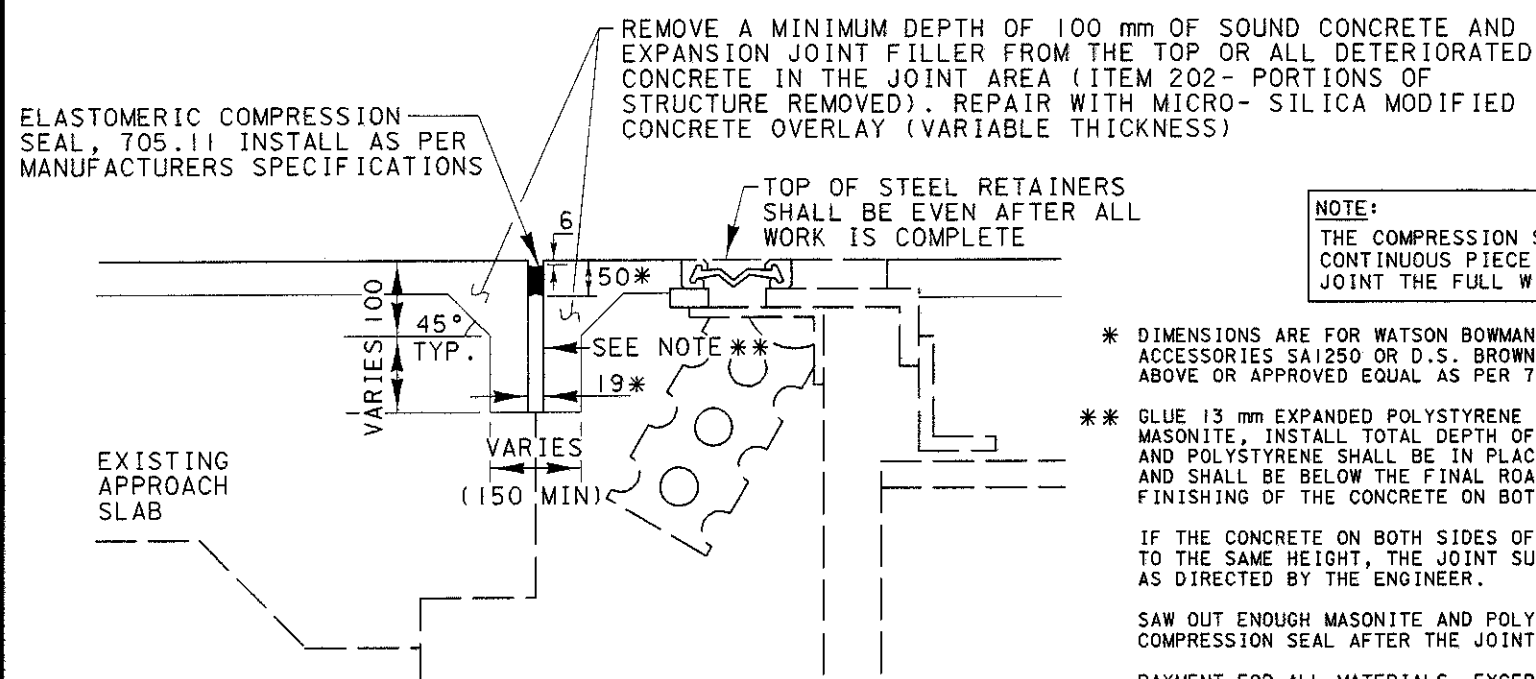 REMOVE A MINIMUM DEPTH OF 100 mm OF SOUND CONCRETE AND
EXPANSION JOINT FILLER FROM THE TOP OR ALL DETERIORATED
CONCRETE IN THE JOINT AREA (ITEM 202- PORTIONS OF
STRUCTURE REMOVED). REPAIR WITH MICRO- SILICA MODIFIED
CONCRETE OVERLAY (VARIABLE THICKNESS)
ELASTOMERIC COMPRESSION
SEAL, 705.11 INSTALL AS PER
MANUFACTURERS SPECIFICATIONS
TOP OF STEEL RETAINERS
SHALL BE EVEN AFTER ALL
WORK IS COMPLETE
6
50*
100
45°
TYP.
VARIES
SEE NOTE **
19*
VARIES
(150 MIN)
EXISTING
APPROACH
SLAB
NOTE:
THE COMPRESSION
CONTINUOUS PIECE
JOINT THE FULL
* DIMENSIONS ARE FOR WATSON BOWMAN
ACCESSORIES SA1250 OR D.S. BROWN
ABOVE OR APPROVED EQUAL AS PER 7
** GLUE 13 mm EXPANDED POLYSTYRENE
MASONITE, INSTALL TOTAL DEPTH OF
AND POLYSTYRENE SHALL BE IN PLAC
AND SHALL BE BELOW THE FINAL ROA
FINISHING OF THE CONCRETE ON BOT
IF THE CONCRETE ON BOTH SIDES OF
TO THE SAME HEIGHT, THE JOINT SU
AS DIRECTED BY THE ENGINEER.
SAW OUT ENOUGH MASONITE AND POLY
COMPRESSION SEAL AFTER THE JOINT
PAYMENT FOR ALL MATERIALS, EXCEP